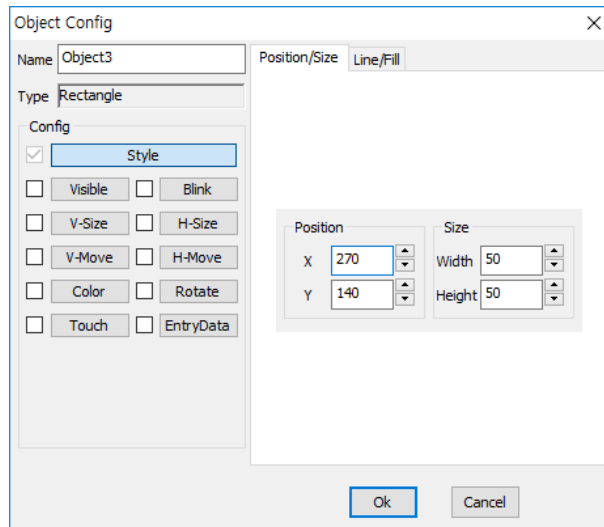 Object Config
Name Object3
Type Rectangle
Config
Style
Visible Blink
V-Size H-Size
V-Move H-Move
Color Rotate
Touch EntryData
Position/Size Line/Fill
Position Size
X 270 Width 50
Y 140 Height 50
Ok Cancel